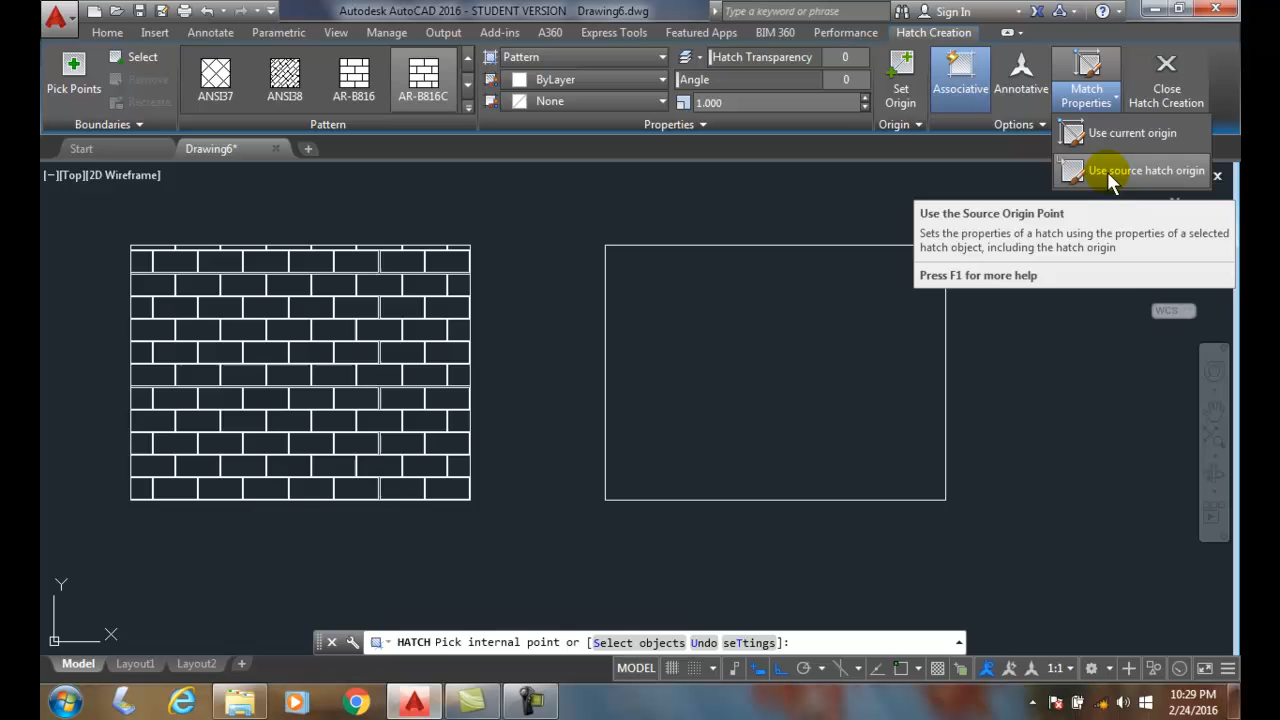 Autodesk AutoCAD 2016 - STUDENT VERSION Drawing6.dwg
Type a keyword or phrase
Sign In
Home Insert Annotate Parametric View Manage Output Add-ins A360 Express Tools Featured Apps BIM 360 Performance Hatch Creation
Pick Points
Select
Remove
Recreate
Boundaries
ANSI37
ANSI38
AR-B816
AR-B816C
Pattern
Pattern
ByLayer
None
Hatch Transparency 0
Angle 0
1.000
Properties
Set
Origin
Origin
Associative
Annotative
Match
Properties
Options
Close
Hatch Creation
Use current origin
Use source hatch origin
Start
Drawing6*
[−][Top][2D Wireframe]
Use the Source Origin Point
Sets the properties of a hatch using the properties of a selected
hatch object, including the hatch origin
Press F1 for more help
WCS
Y
X
HATCH Pick internal point or [Select objects Undo seTtings]:
Model Layout1 Layout2
MODEL
1:1
10:29 PM
2/24/2016